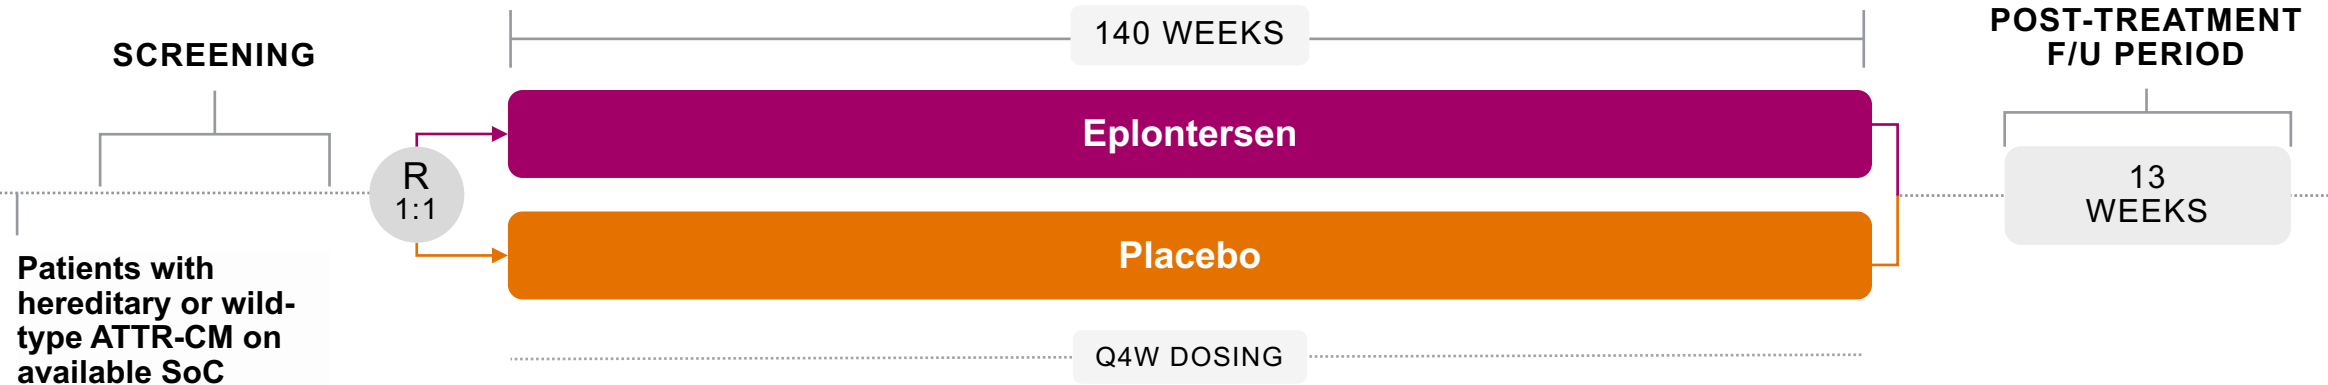 SCREENING
140 WEEKS
POST-TREATMENT
F/U PERIOD
Eplontersen
R
1:1
13
WEEKS
Placebo
Patients with
hereditary or wild-
type ATTR-CM on
available SoC
Q4W DOSING